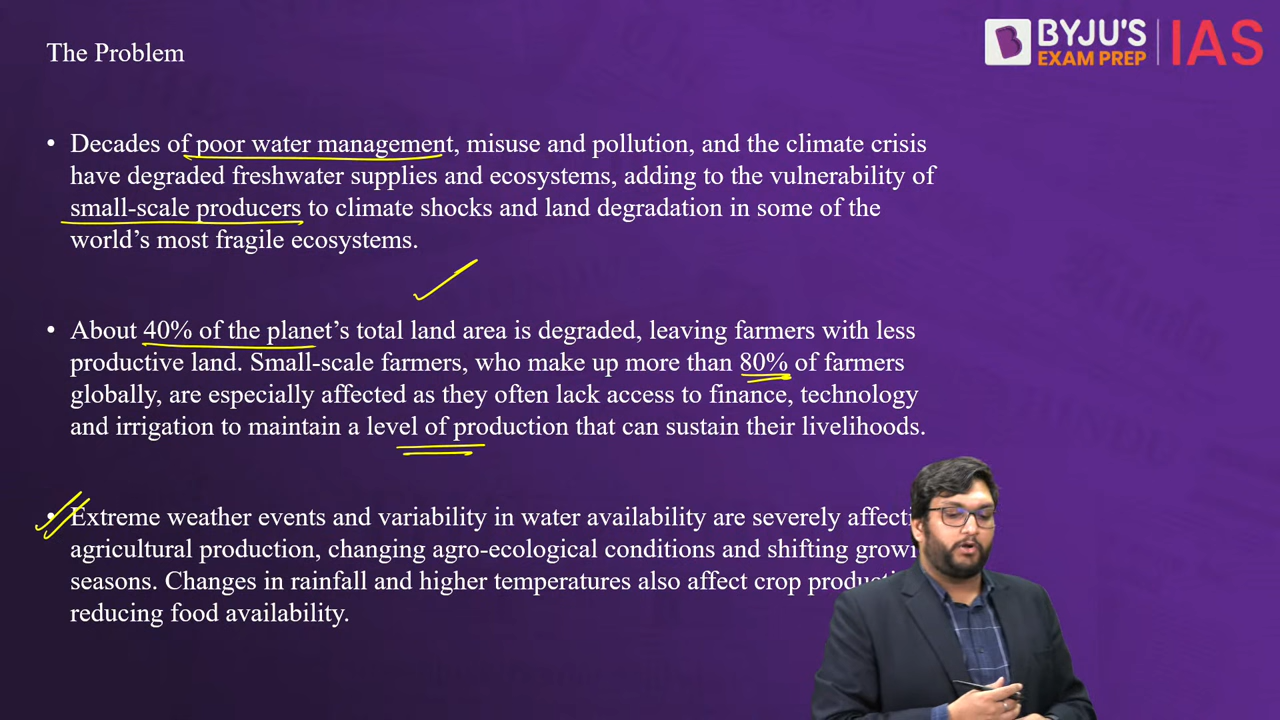 The Problem
BYJU'S
EXAM PREP
IAS
• Decades of poor water management, misuse and pollution, and the climate crisis
have degraded freshwater supplies and ecosystems, adding to the vulnerability of
small-scale producers to climate shocks and land degradation in some of the
world’s most fragile ecosystems.
• About 40% of the planet’s total land area is degraded, leaving farmers with less
productive land. Small-scale farmers, who make up more than 80% of farmers
globally, are especially affected as they often lack access to finance, technology
and irrigation to maintain a level of production that can sustain their livelihoods.
• Extreme weather events and variability in water availability are severely
agricultural production, changing agro-ecological conditions and shifting
seasons. Changes in rainfall and higher temperatures also affect crop
reducing food availability.